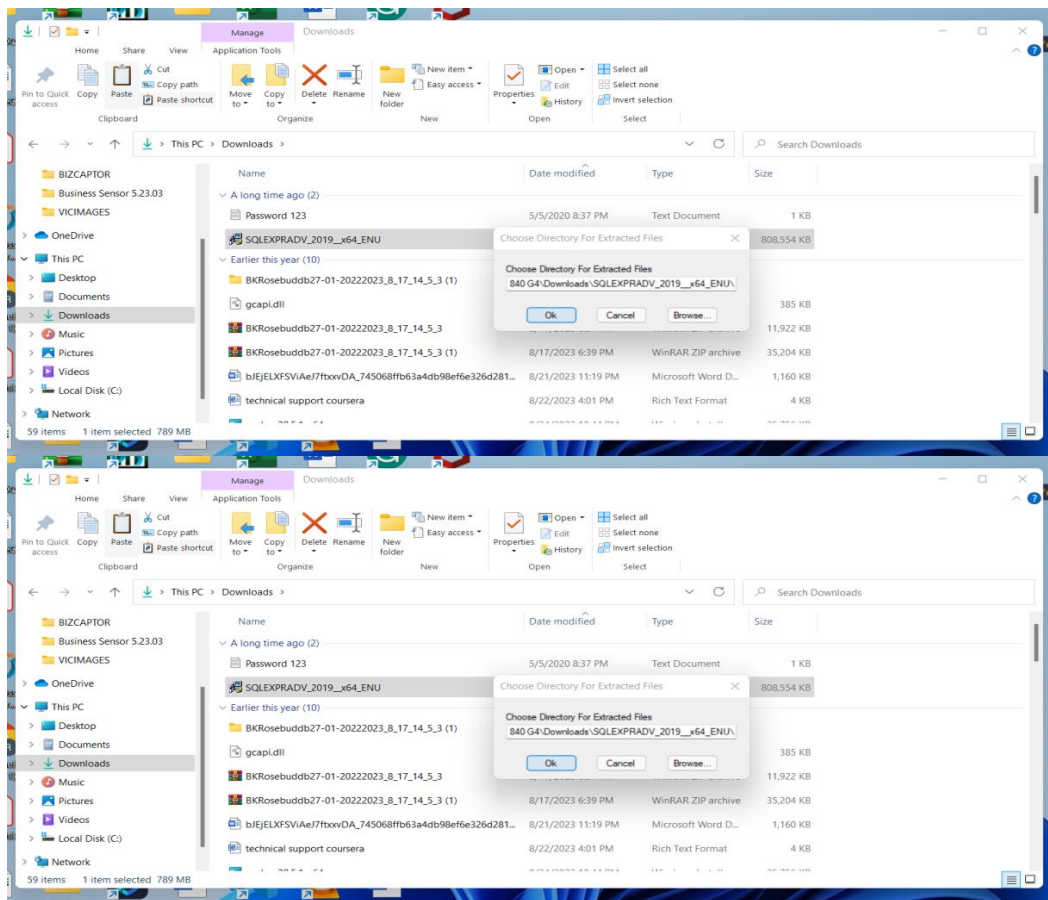 Manage
Downloads
Home Share View Application Tools
Pin to Quick access
Copy
Paste
Cut
Copy path
Paste shortcut
Move to
Copy to
Delete
Rename
New folder
New item
Easy access
Properties
Open
Edit
History
Select all
Select none
Invert selection
Clipboard Organize New Open Select
> This PC > Downloads >
Search Downloads
BIZCAPTOR
Business Sensor 5.23.03
VICIMAGES
OneDrive
This PC
Desktop
Documents
Downloads
Music
Pictures
Videos
Local Disk (C:)
Network
Name Date modified Type Size
A long time ago (2)
Password 123 5/5/2020 8:37 PM Text Document 1 KB
SQLEXPRADV_2019__x64_ENU 808,554 KB
Earlier this year (10)
BKRosebuddb27-01-20222023_8_17_14_5_3 (1)
gcapi.dll 385 KB
BKRosebuddb27-01-20222023_8_17_14_5_3 11,922 KB
BKRosebuddb27-01-20222023_8_17_14_5_3 (1) 8/17/2023 6:39 PM WinRAR ZIP archive 35,204 KB
bJEjELXFSViAeJ7ftxxvDA_745068ffb63a4db98ef6e326d281... 8/21/2023 11:19 PM Microsoft Word D... 1,160 KB
technical support coursera 8/22/2023 4:01 PM Rich Text Format 4 KB
Choose Directory For Extracted Files
Choose Directory For Extracted Files
840 G4\Downloads\SQLEXPRADV_2019__x64_ENU\
Ok Cancel Browse...
59 items 1 item selected 789 MB
Manage
Downloads
Home Share View Application Tools
Pin to Quick access
Copy
Paste
Cut
Copy path
Paste shortcut
Move to
Copy to
Delete
Rename
New folder
New item
Easy access
Properties
Open
Edit
History
Select all
Select none
Invert selection
Clipboard Organize New Open Select
> This PC > Downloads >
Search Downloads
BIZCAPTOR
Business Sensor 5.23.03
VICIMAGES
OneDrive
This PC
Desktop
Documents
Downloads
Music
Pictures
Videos
Local Disk (C:)
Network
Name Date modified Type Size
A long time ago (2)
Password 123 5/5/2020 8:37 PM Text Document 1 KB
SQLEXPRADV_2019__x64_ENU 808,554 KB
Earlier this year (10)
BKRosebuddb27-01-20222023_8_17_14_5_3 (1)
gcapi.dll 385 KB
BKRosebuddb27-01-20222023_8_17_14_5_3 11,922 KB
BKRosebuddb27-01-20222023_8_17_14_5_3 (1) 8/17/2023 6:39 PM WinRAR ZIP archive 35,204 KB
bJEjELXFSViAeJ7ftxxvDA_745068ffb63a4db98ef6e326d281... 8/21/2023 11:19 PM Microsoft Word D... 1,160 KB
technical support coursera 8/22/2023 4:01 PM Rich Text Format 4 KB
Choose Directory For Extracted Files
Choose Directory For Extracted Files
840 G4\Downloads\SQLEXPRADV_2019__x64_ENU\
Ok Cancel Browse...
59 items 1 item selected 789 MB